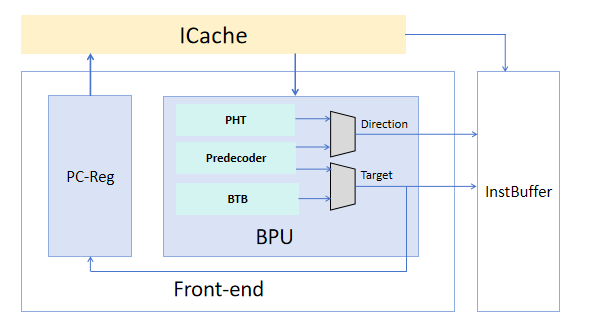 ICache
PHT
Direction
Predecoder
PC-Reg
Target
InstBuffer
BTB
BPU
Front-end